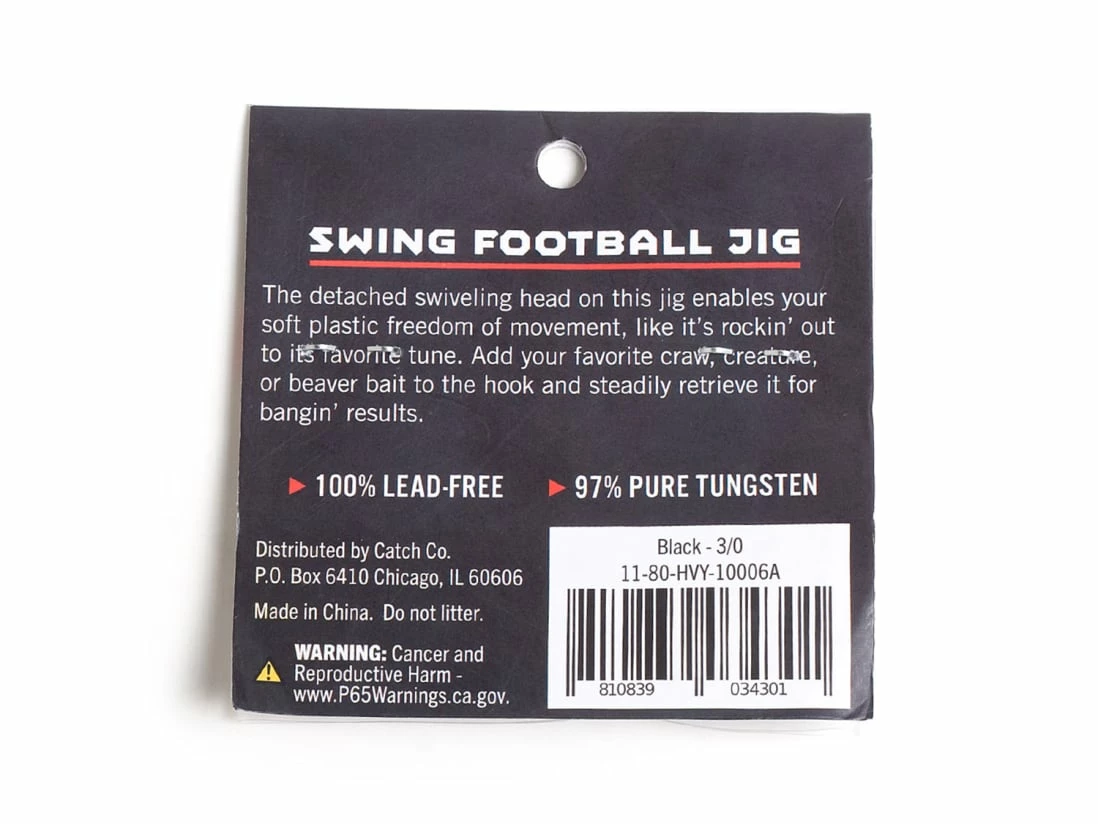 SWING FOOTBALL JIG
The detached swiveling head on this jig enables your
soft plastic freedom of movement, like it's rockin' out
to its favorite tune. Add your favorite craw, creature,
or beaver bait to the hook and steadily retrieve it for
bangin' results.
100% LEAD-FREE
97% PURE TUNGSTEN
Distributed by Catch Co.
P.O. Box 6410 Chicago, IL 60606
Made in China. Do not litter.
WARNING: Cancer and
Reproductive Harm -
www.P65Warnings.ca.gov.
Black - 3/0
11-80-HVY-10006A
810839 034301